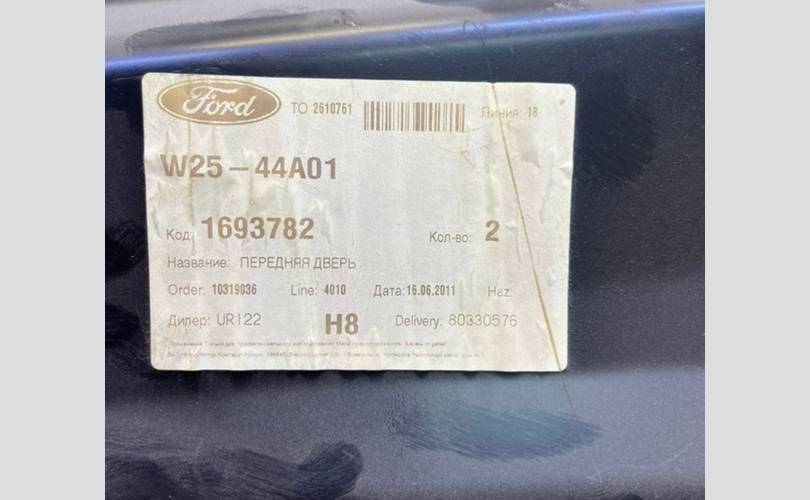 Ford ТО 2610761 Линия: 18
W25-44A01
Код: 1693782 Кол-во: 2
Название: ПЕРЕДНЯЯ ДВЕРЬ
Order: 10319036 Line: 4010 Дата: 16.06.2011 Haz:
Дилер: UR122 H8 Delivery: 80330576